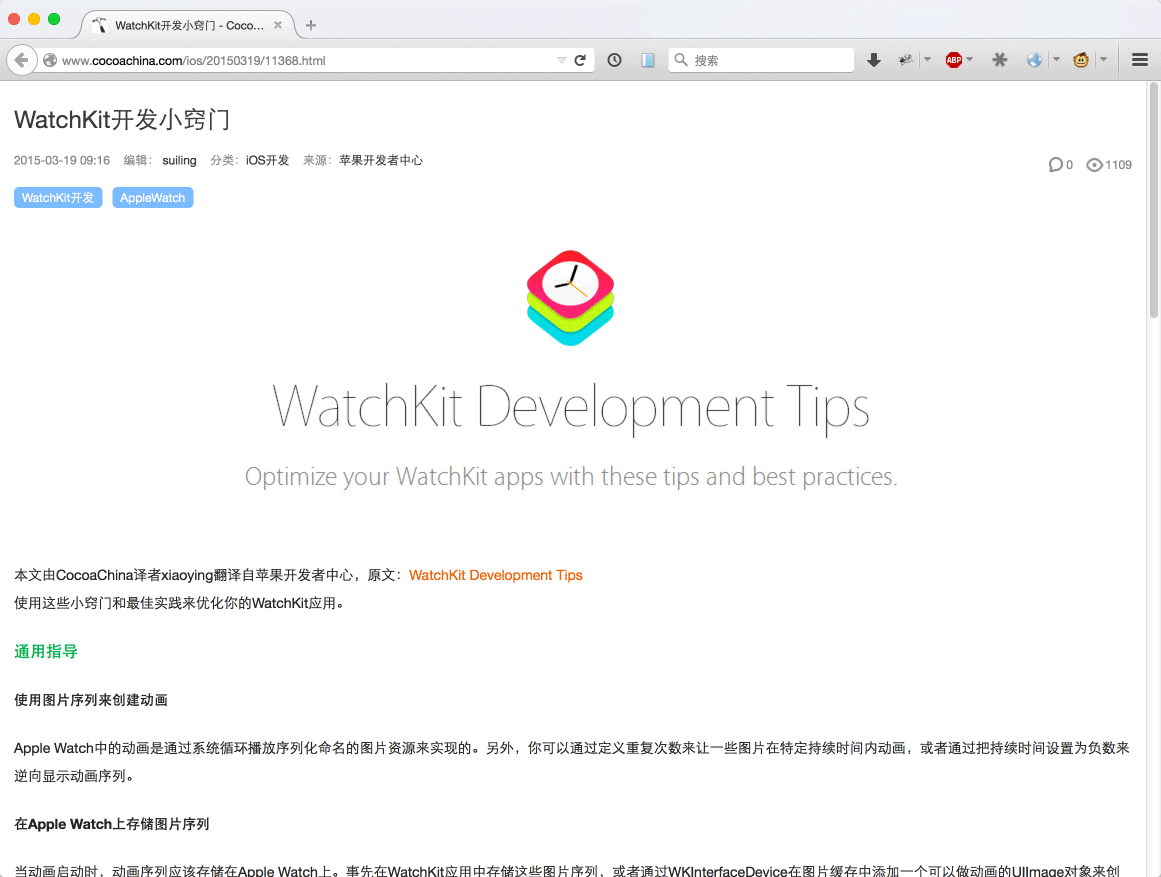 WatchKit开发小窍门 - Coco...
www.cocoachina.com/ios/20150319/11368.html
搜索
ABP
WatchKit开发小窍门
2015-03-19 09:16 编辑： suiling 分类：iOS开发 来源：苹果开发者中心
0 1109
WatchKit开发 AppleWatch
WatchKit Development Tips
Optimize your WatchKit apps with these tips and best practices.
本文由CocoaChina译者xiaoying翻译自苹果开发者中心，原文：WatchKit Development Tips
使用这些小窍门和最佳实践来优化你的WatchKit应用。
通用指导
使用图片序列来创建动画
Apple Watch中的动画是通过系统循环播放序列化命名的图片资源来实现的。另外，你可以通过定义重复次数来让一些图片在特定持续时间内动画，或者通过把持续时间设置为负数来
逆向显示动画序列。
在Apple Watch上存储图片序列
当动画启动时，动画序列应该存储在Apple Watch上。事先在WatchKit应用中存储这些图片序列，或者通过WKInterfaceDevice在图片缓存中添加一个可以做动画的UIImage对象来创